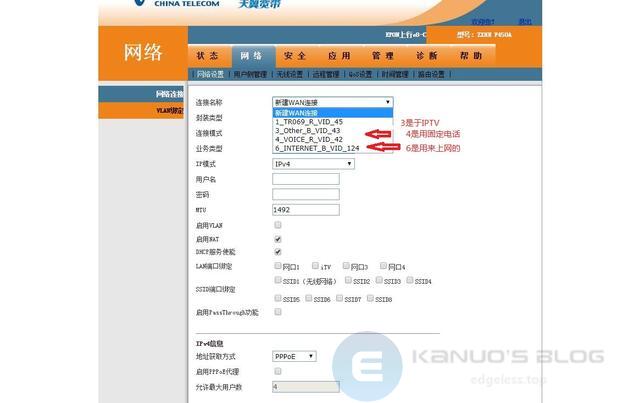 CHINA TELECOM 天翼宽带
欢迎您! 退出
EPON上行e8-C 型号: ZXHN F450A
网络
状态 网络 安全 应用 管理 诊断 帮助
网络设置 用户侧管理 无线设置 远程管理 QoS设置 时间管理 路由设置
网络连接
VLAN绑定
连接名称 新建WAN连接
新建WAN连接
封装类型
1_TR069_R_VID_45
3是于IPTV
连接模式
3_Other_B_VID_43
4是用固定电话
4_VOICE_R_VID_42
业务类型
6_INTERNET_B_VID_124
6是用来上网的
IP模式 IPv4
用户名
密码
MTU 1492
启用VLAN
启用NAT
DHCP服务使能
LAN端口绑定 网口1 iTV 网口3 网口4
SSID端口绑定 SSID1 (无线网络) SSID2 SSID3 SSID4
SSID5 SSID6 SSID7 SSID8
启用PassThrough功能
IPv4信息
地址获取方式 PPPoE
启用PPPoE代理
允许最大用户数 4
E KANUO'S BLOG
edgeless.top